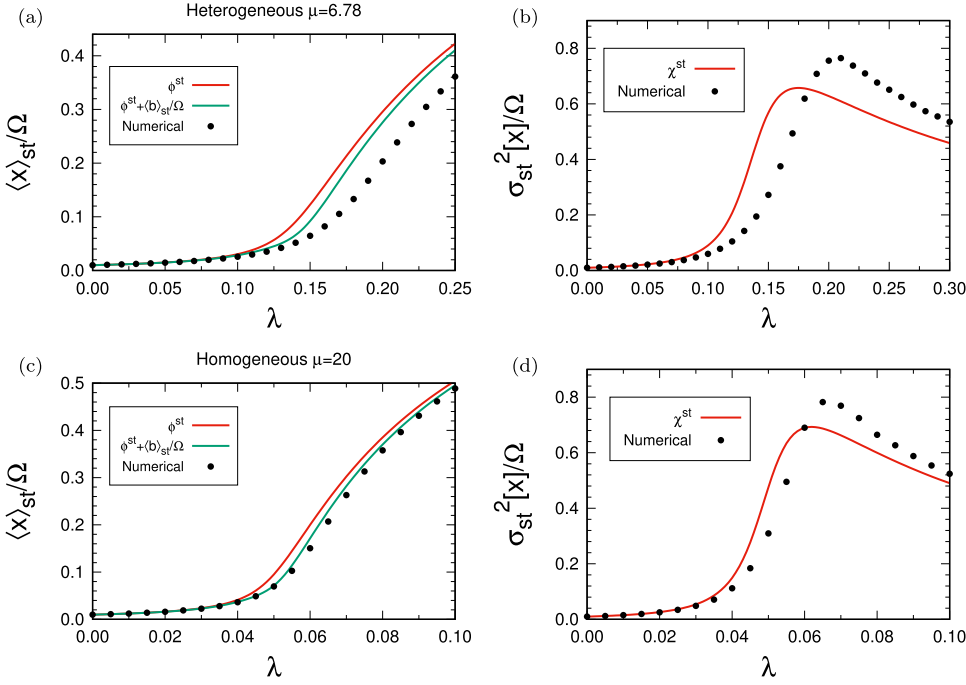 (a)
Heterogeneous μ=6.78
⟨x⟩st/Ω
0.4
0.3
0.2
0.1
0.0
φst
φst+⟨b⟩st/Ω
Numerical
0.00
0.05
0.10
0.15
0.20
0.25
λ
(b)
σst2[x]/Ω
0.8
0.6
0.4
0.2
0.0
χst
Numerical
0.00
0.05
0.10
0.15
0.20
0.25
0.30
λ
(c)
Homogeneous μ=20
⟨x⟩st/Ω
0.5
0.4
0.3
0.2
0.1
0.0
φst
φst+⟨b⟩st/Ω
Numerical
0.00
0.02
0.04
0.06
0.08
0.10
λ
(d)
σst2[x]/Ω
0.8
0.6
0.4
0.2
0.0
χst
Numerical
0.00
0.02
0.04
0.06
0.08
0.10
λ